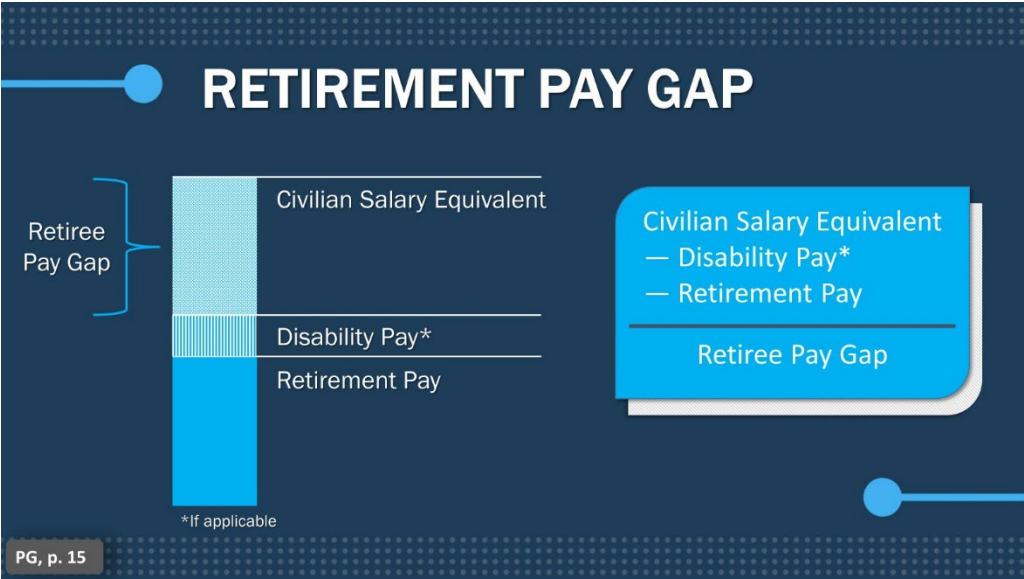 RETIREMENT PAY GAP
Retiree
Pay Gap
Civilian Salary Equivalent
Disability Pay*
Retirement Pay
*If applicable
Civilian Salary Equivalent
— Disability Pay*
— Retirement Pay
Retiree Pay Gap
PG, p. 15